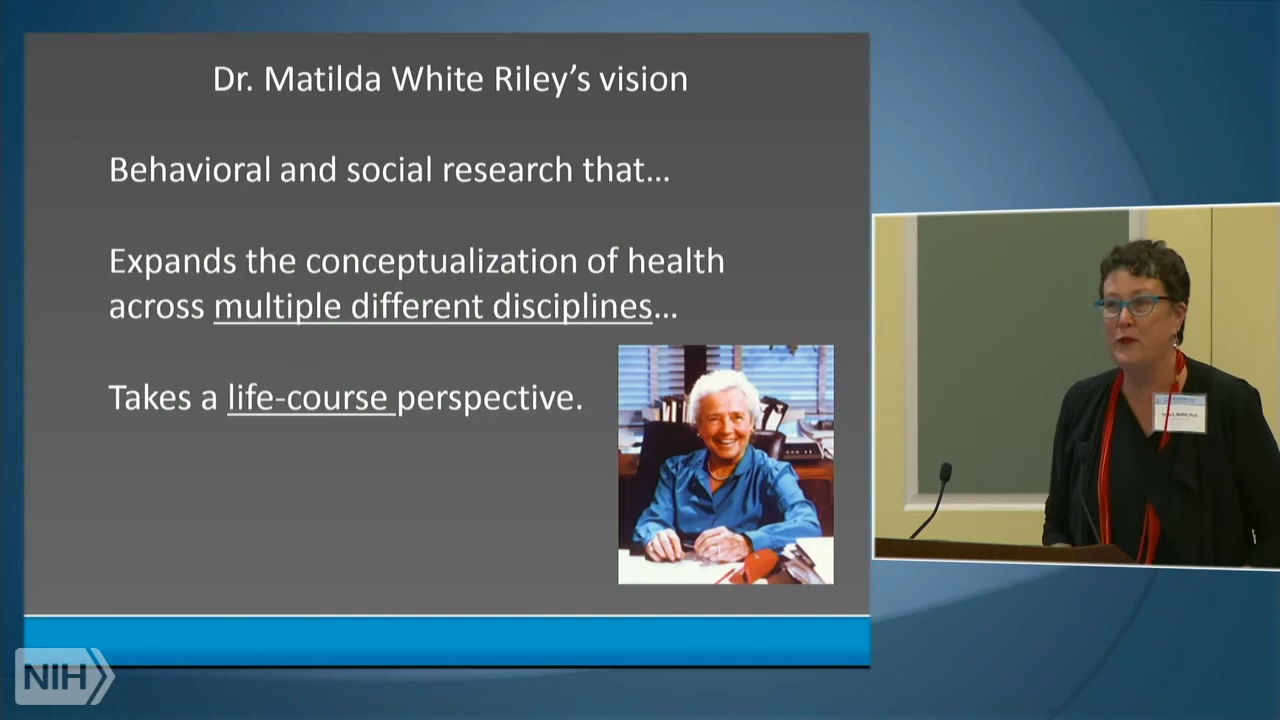 Dr. Matilda White Riley’s vision
Behavioral and social research that...
Expands the conceptualization of health
across multiple different disciplines...
Takes a life-course perspective.
NIH